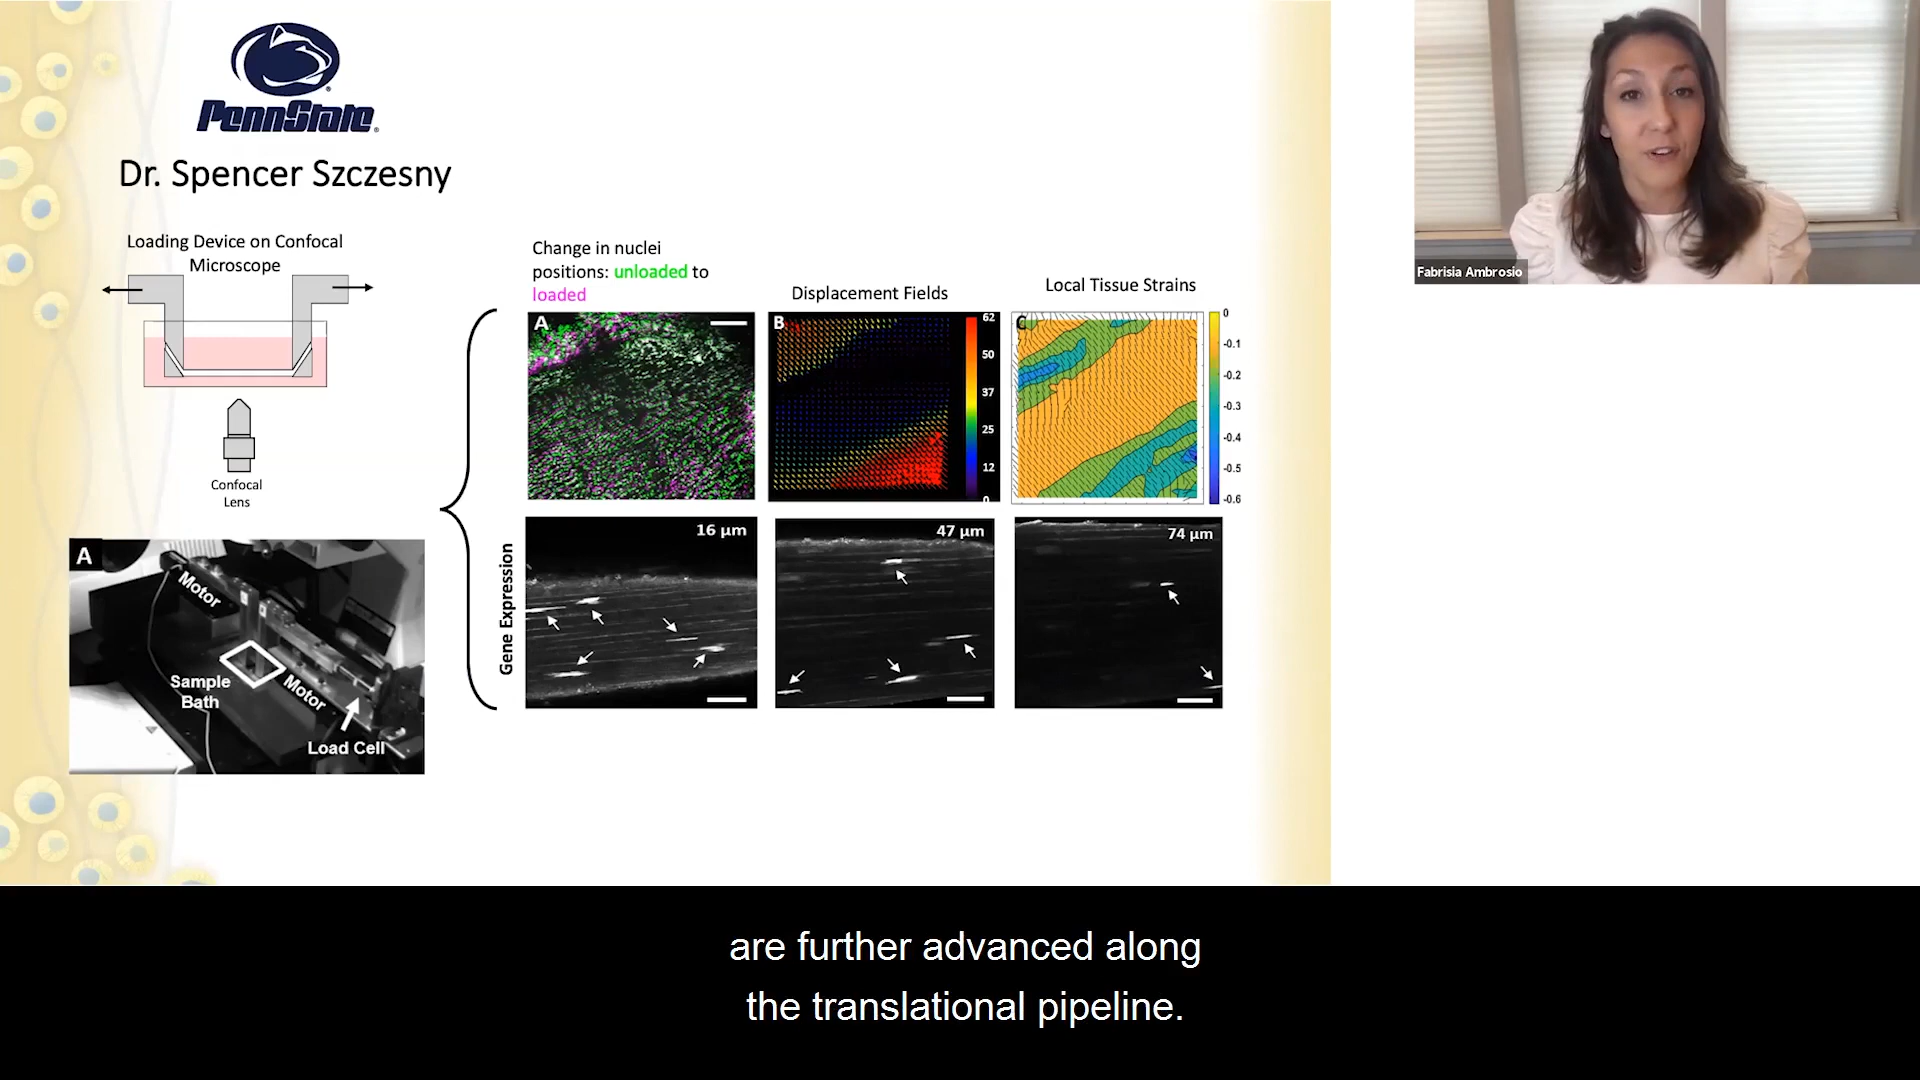 PennState®
Dr. Spencer Szczesny
Loading Device on Confocal
Microscope
Confocal
Lens
A
Motor
Sample
Bath
Motor
Load Cell
Change in nuclei
positions: unloaded to
loaded
A
Displacement Fields
B
62
50
37
25
12
0
Local Tissue Strains
C
0
-0.1
-0.2
-0.3
-0.4
-0.5
-0.6
Gene Expression
16 µm
47 µm
74 µm
Fabrisia Ambrosio
are further advanced along
the translational pipeline.